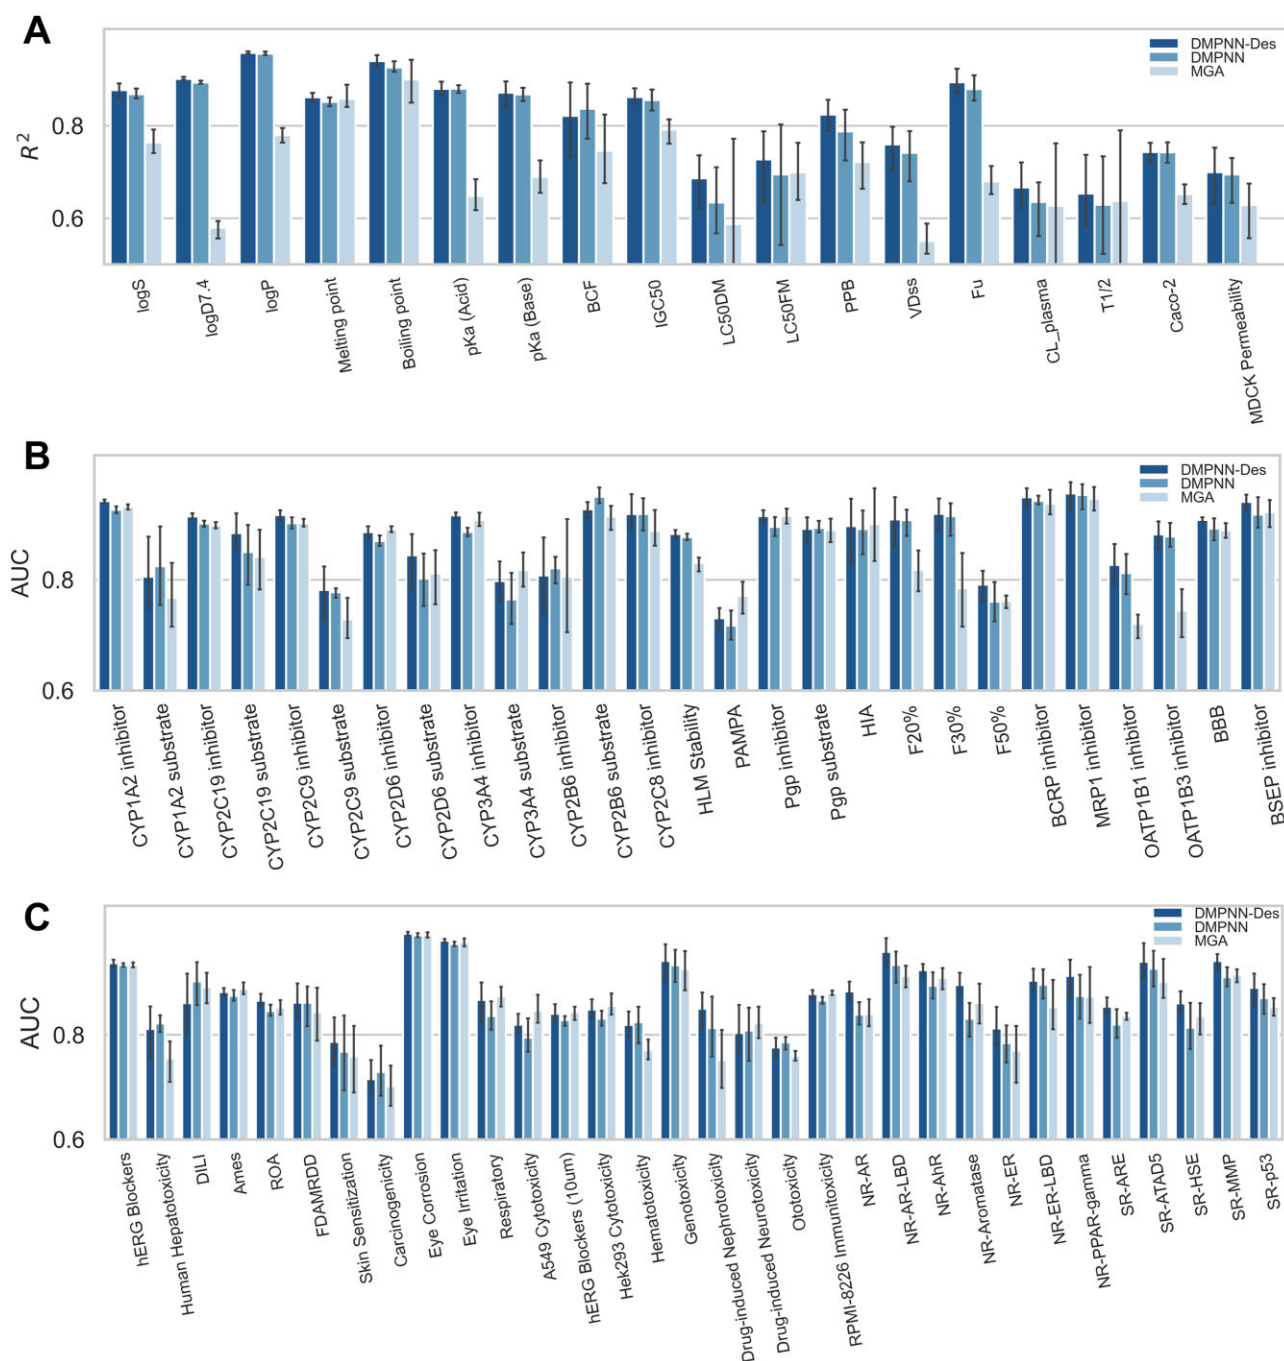 A
DMPNN-Des
DMPNN
MGA
0.8
0.6
R²
logS
logD7.4
logP
Melting point
Boiling point
pKa (Acid)
pKa (Base)
BCF
IGC50
LC50DM
LC50FM
PPB
VDss
Fu
CL_plasma
T1/2
Caco-2
MDCK Permeability
B
DMPNN-Des
DMPNN
MGA
0.8
0.6
AUC
CYP1A2 inhibitor
CYP1A2 substrate
CYP2C19 inhibitor
CYP2C19 substrate
CYP2C9 inhibitor
CYP2C9 substrate
CYP2D6 inhibitor
CYP2D6 substrate
CYP3A4 inhibitor
CYP3A4 substrate
CYP2B6 inhibitor
CYP2B6 substrate
CYP2C8 inhibitor
HLM Stability
PAMPA
Pgp inhibitor
Pgp substrate
HIA
F20%
F30%
F50%
BCRP inhibitor
MRP1 inhibitor
OATP1B1 inhibitor
OATP1B3 inhibitor
BBB
BSEP inhibitor
C
DMPNN-Des
DMPNN
MGA
0.8
0.6
AUC
hERG Blockers
Human Hepatotoxicity
DILI
Ames
ROA
FDAMRDD
Skin Sensitization
Carcinogenicity
Eye Corrosion
Eye Irritation
Respiratory
A549 Cytotoxicity
hERG Blockers (10um)
Hek293 Cytotoxicity
Hematotoxicity
Genotoxicity
Drug-induced Nephrotoxicity
Drug-induced Neurotoxicity
Ototoxicity
RPMI-8226 Immunitoxicity
NR-AR
NR-AR-LBD
NR-AhR
NR-Aromatase
NR-ER
NR-ER-LBD
NR-PPAR-gamma
SR-ARE
SR-ATAD5
SR-HSE
SR-MMP
SR-p53